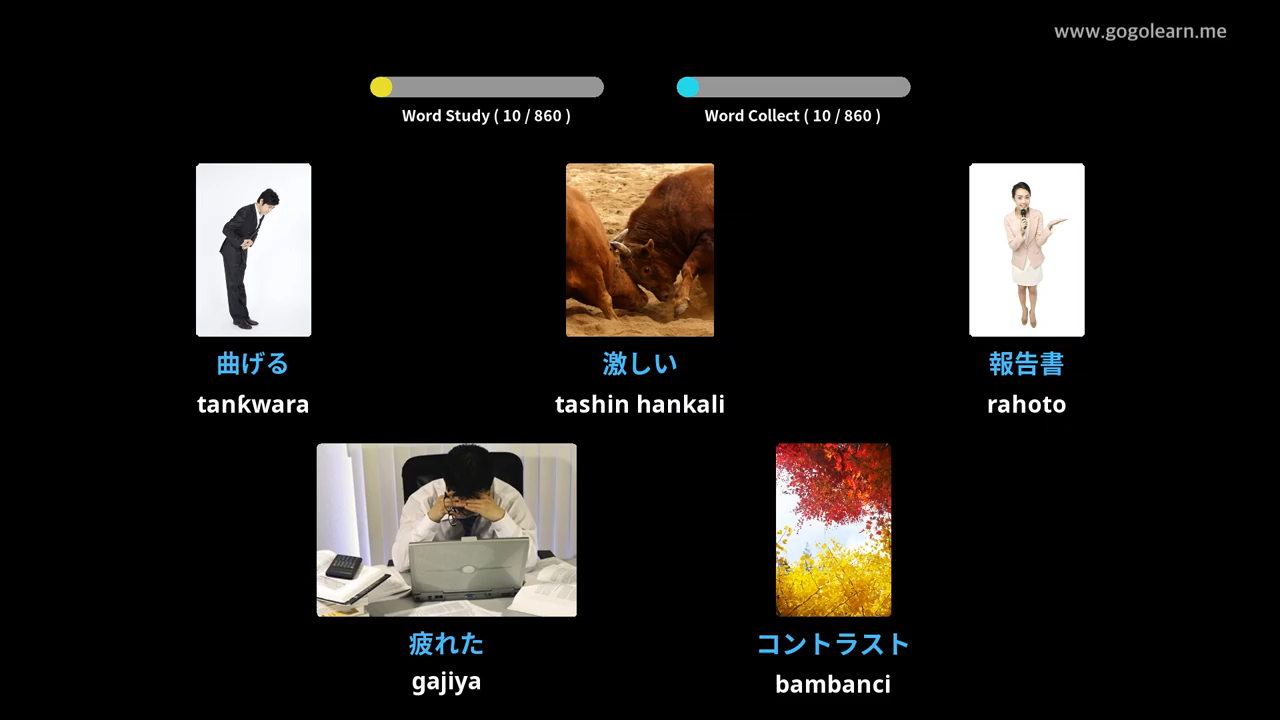 www.gogolearn.me
Word Study ( 10 / 860 )
Word Collect ( 10 / 860 )
曲げる
激しい
報告書
tanƙwara
tashin hankali
rahoto
疲れた
コントラスト
gajiya
bambanci